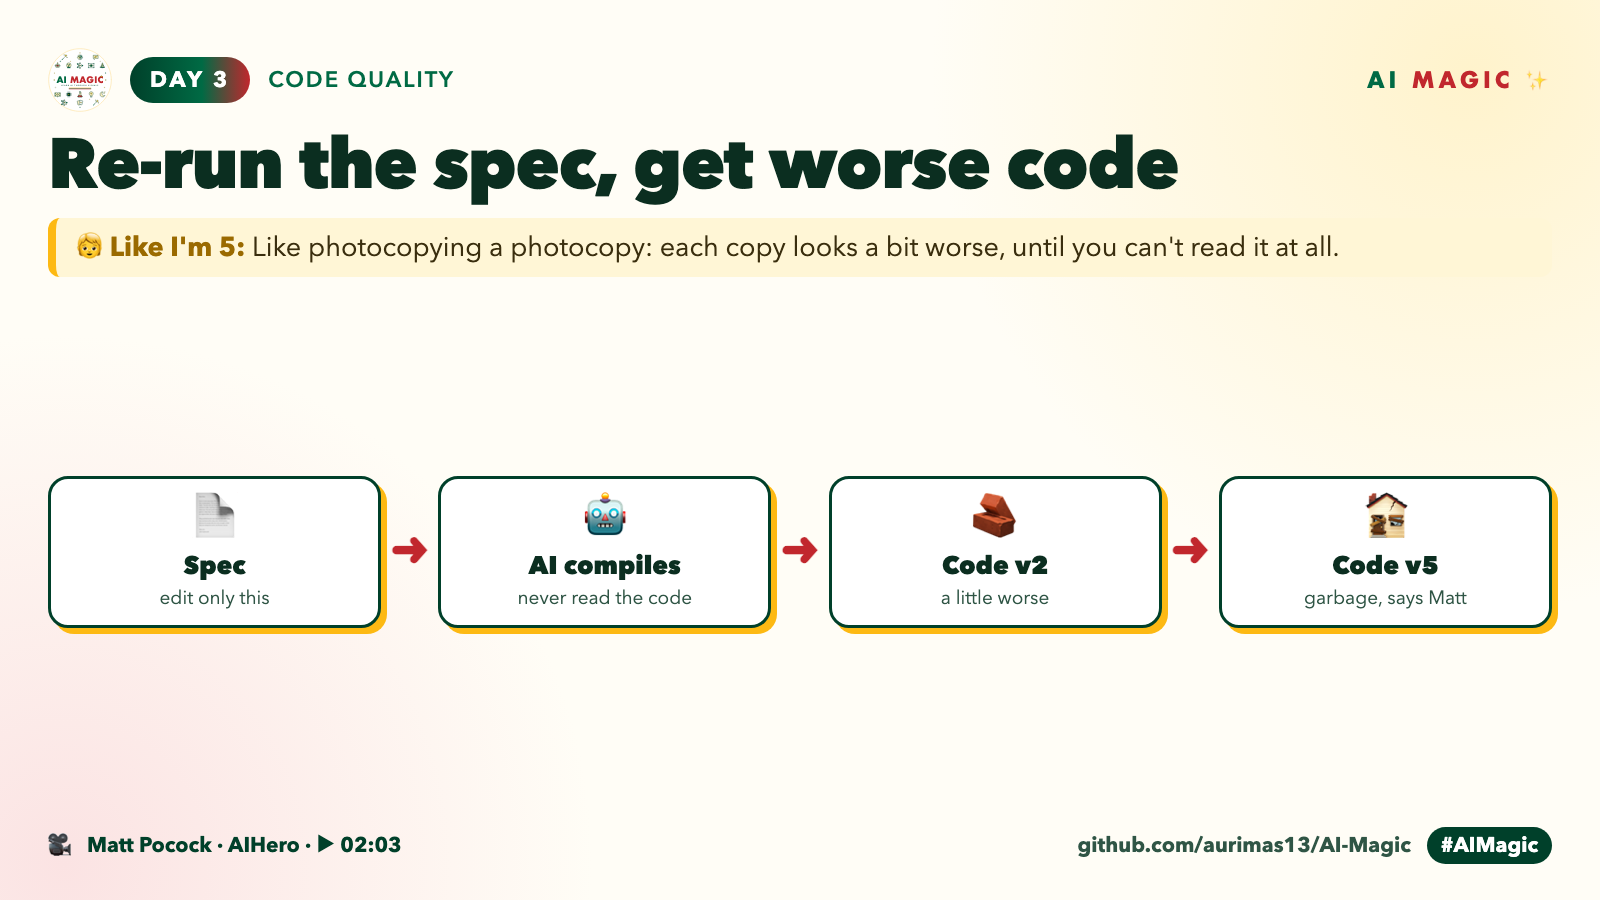 AI MAGIC
DAY 3
CODE QUALITY
AI MAGIC
Re-run the spec, get worse code
Like I'm 5: Like photocopying a photocopy: each copy looks a bit worse, until you can't read it at all.
Spec
edit only this
AI compiles
never read the code
Code v2
a little worse
Code v5
garbage, says Matt
Matt Pocock · AIHero · ▶ 02:03
github.com/aurimas13/AI-Magic
#AIMagic